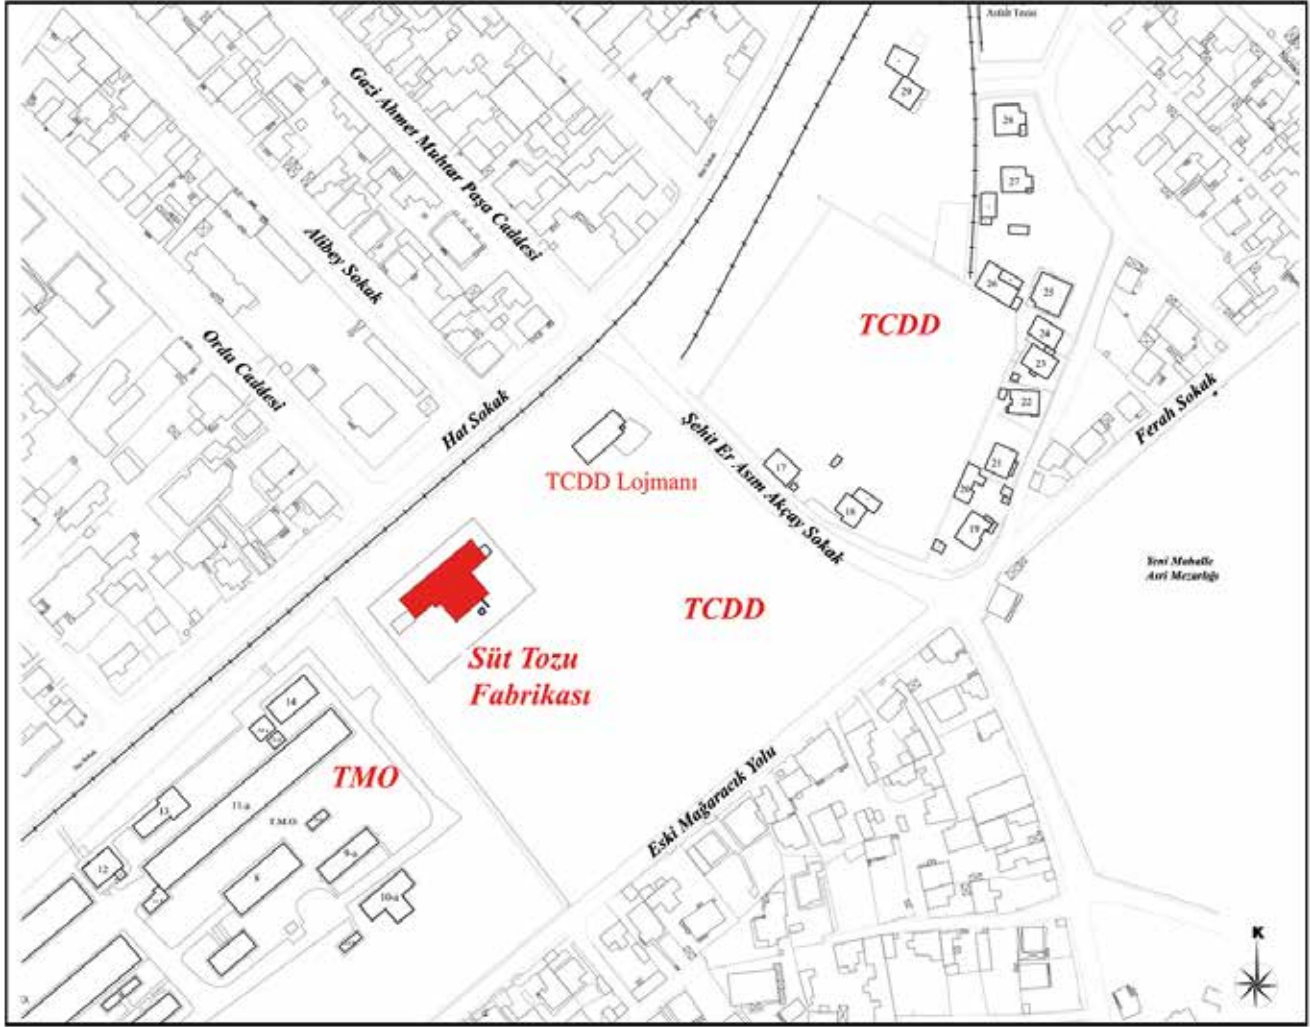 Asfalt Tesisi
Gazi Ahmet Muhtar Paşa Caddesi
Alibey Sokak
Ordu Caddesi
Hat Sokak
29
28
27
26
25
24
23
22
21
20
19
18
17
TCDD
Ferah Sokak
Şehit Er Asım Akçay Sokak
TCDD Lojmanı
Yeni Mahalle
Asri Mezarlığı
TCDD
Süt Tozu
Fabrikası
14
TMO
11-a
13
T.M.O.
12
8
9-a
10-a
Eski Mağaracık Yolu
K